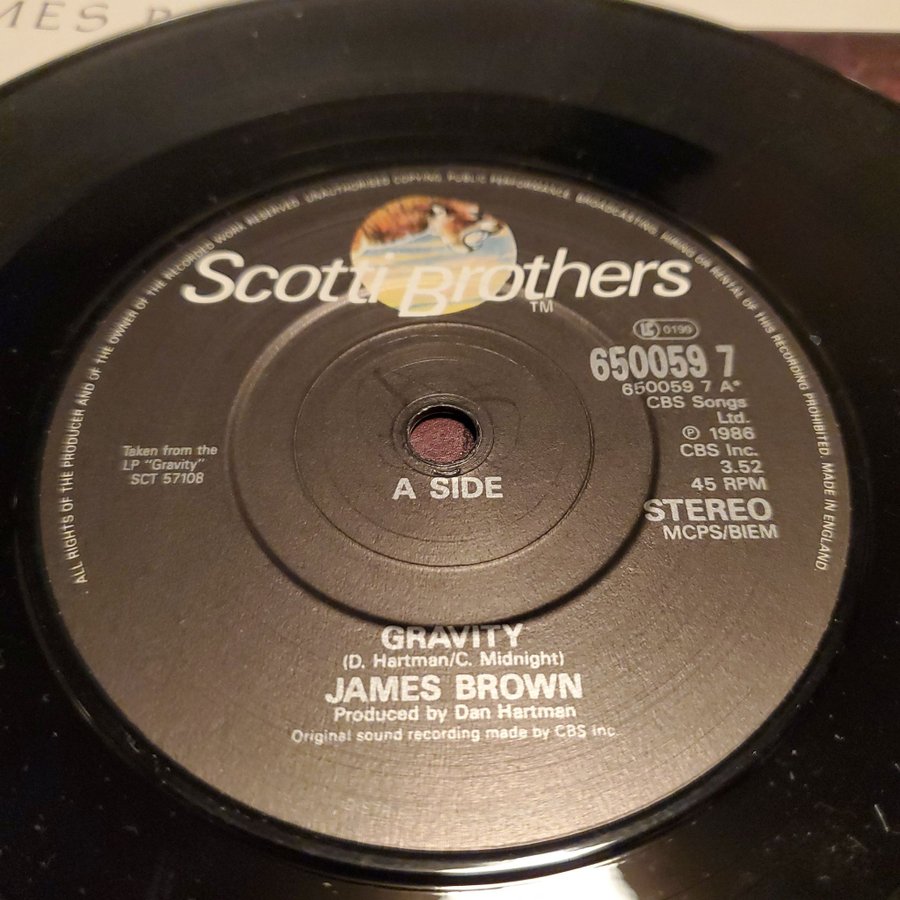 MES
ALL RIGHTS OF THE PRODUCER AND OF THE OWNER OF THE RECORDED WORK RESERVED. UNAUTHORISED COPYING, PUBLIC PERFORMANCE, BROADCASTING, HIRING OR RENTAL OF THIS RECORDING PROHIBITED. MADE IN ENGLAND.
Scotti Brothers
TM
LC 0199
650059 7
650059 7 A*
CBS Songs
Ltd.
℗ 1986
CBS Inc.
3.52
45 RPM
STEREO
MCPS/BIEM
Taken from the
LP "Gravity"
SCT 57108
A SIDE
GRAVITY
(D. Hartman/C. Midnight)
JAMES BROWN
Produced by Dan Hartman
Original sound recording made by CBS Inc.